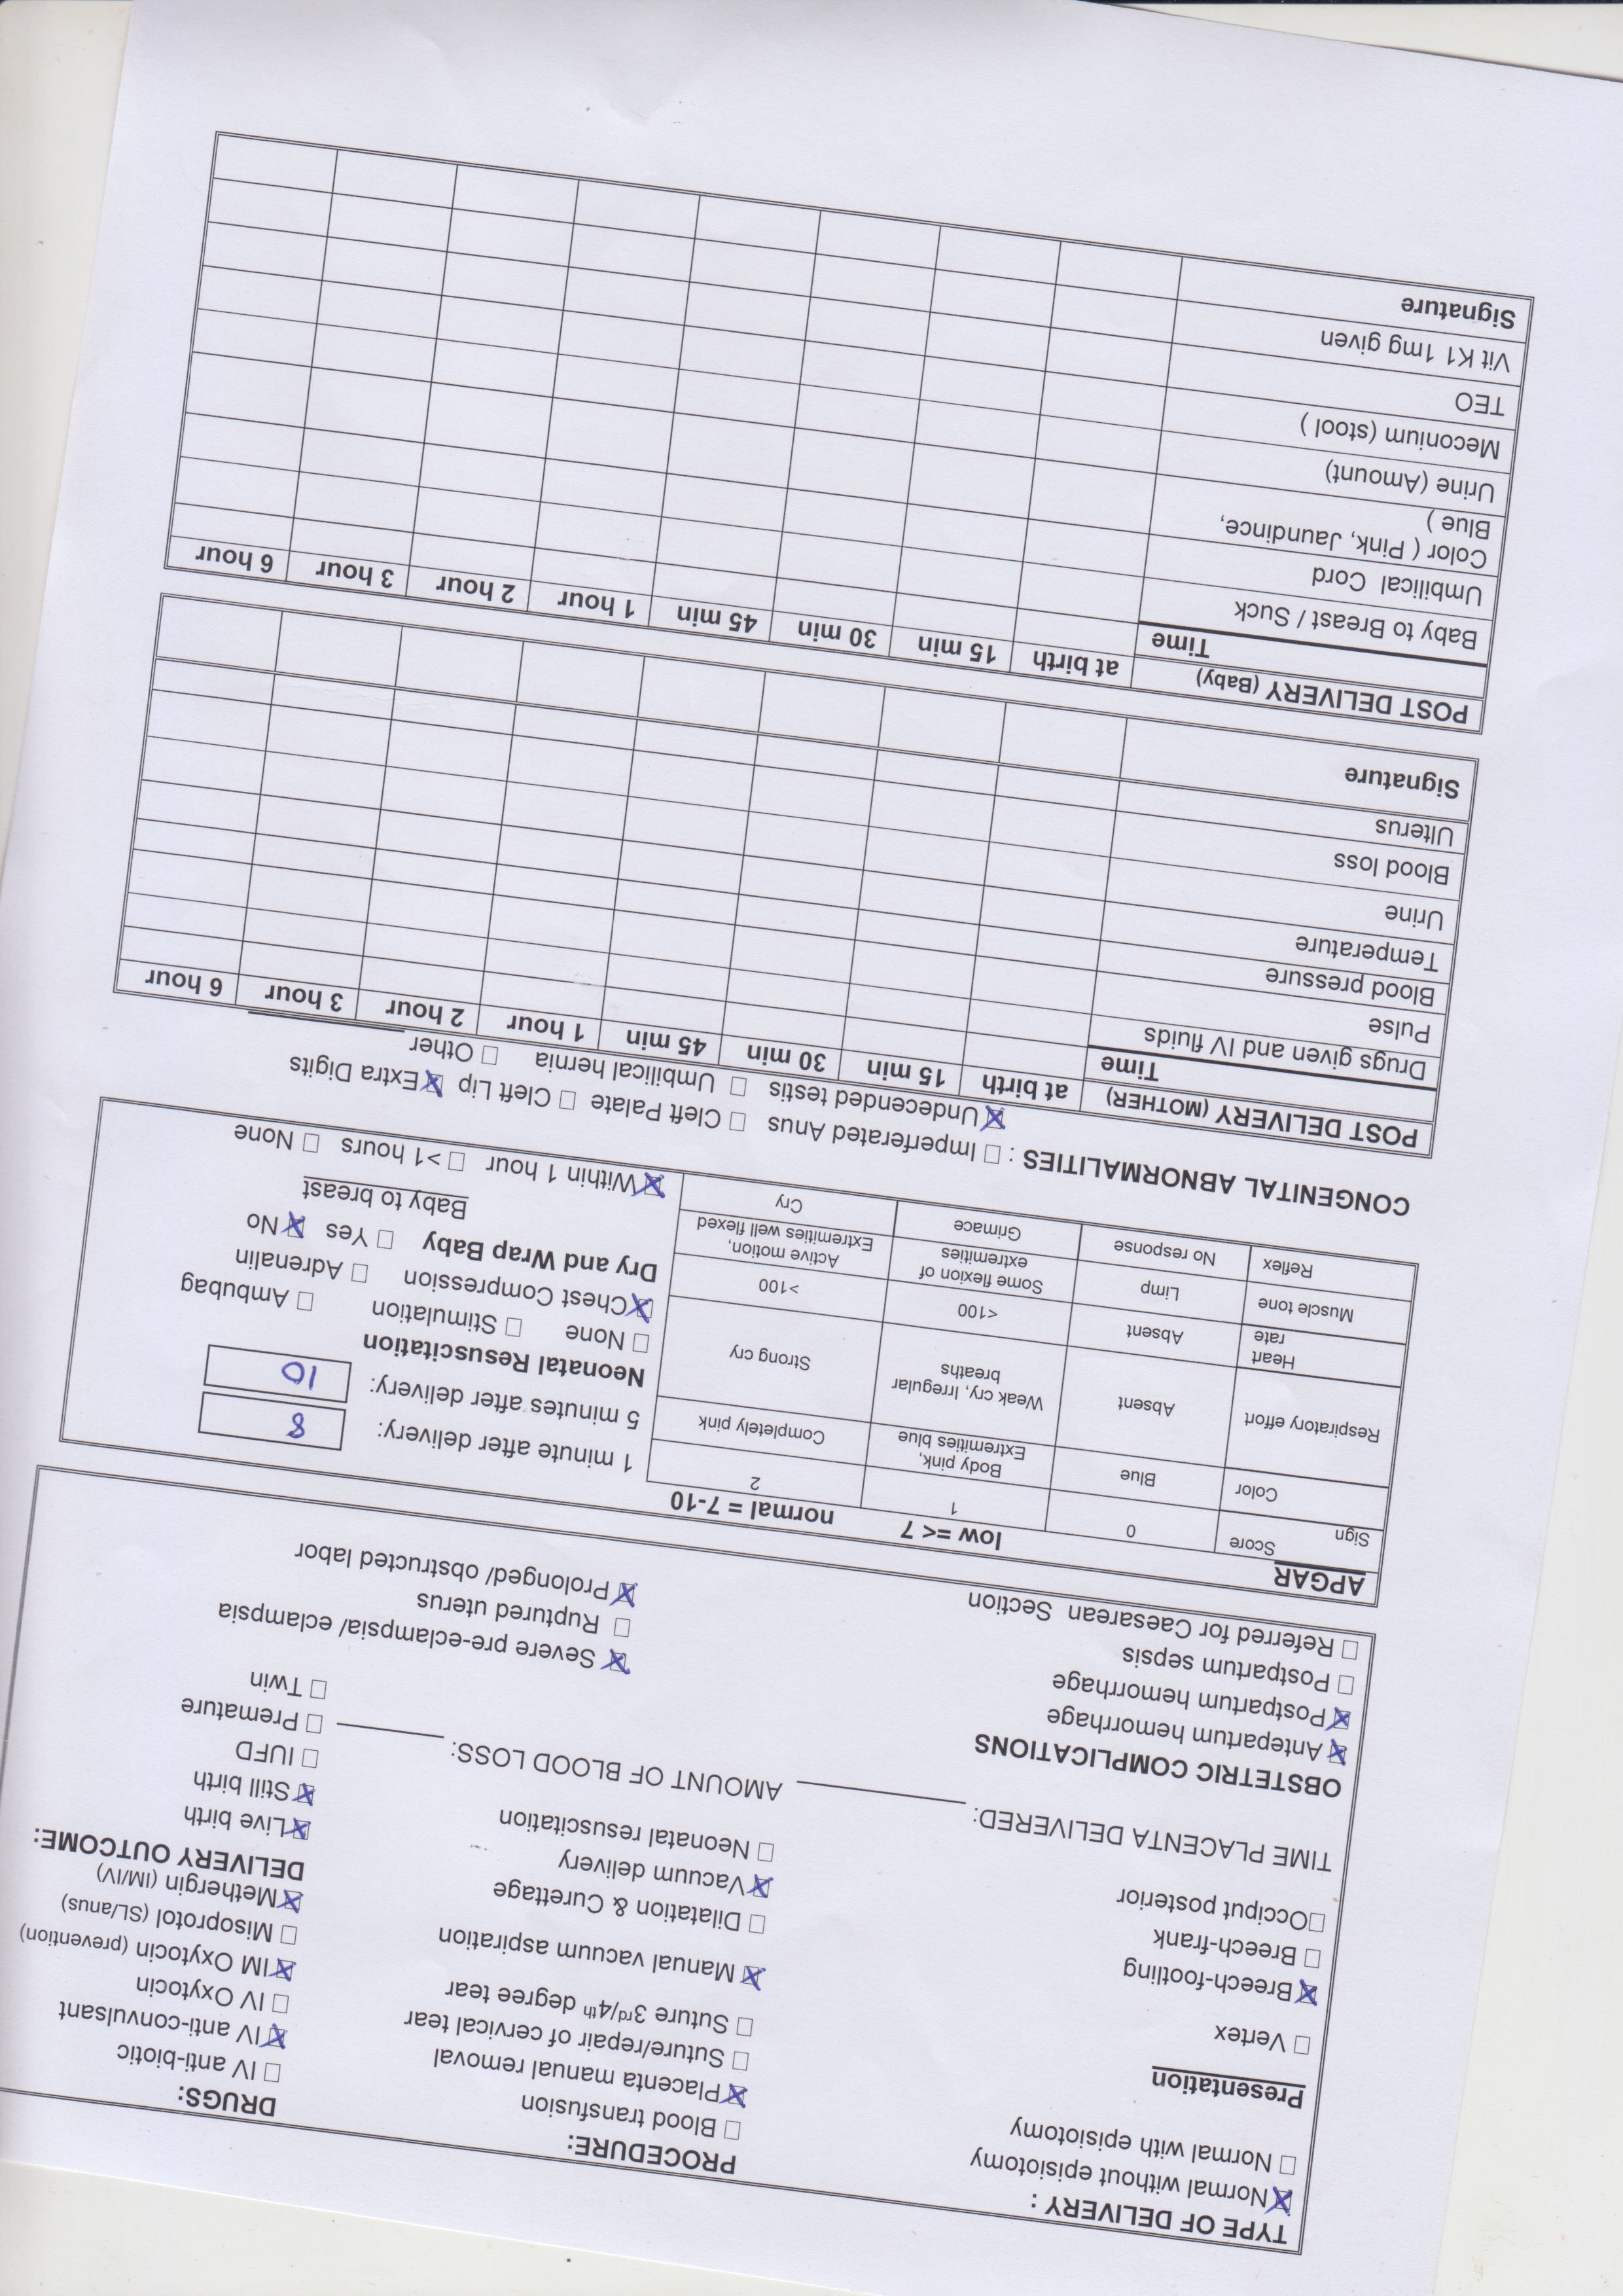 TYPE OF DELIVERY :
☒ Normal without episiotomy
☐ Normal with episiotomy
Presentation
☐ Vertex
☒ Breech-footling
☐ Breech-frank
☐ Occiput posterior
PROCEDURE:
☐ Blood transfusion
☒ Placenta manual removal
☐ Suture/repair of cervical tear
☐ Suture 3rd/4th degree tear
☒ Manual vacuum aspiration
☐ Dilatation & Curettage
☒ Vacuum delivery
☐ Neonatal resuscitation
DRUGS:
☐ IV anti-biotic
☒ IV anti-convulsant
☐ IV Oxytocin
☒ IM Oxytocin (prevention)
☐ Misoprotol (SL/anus)
☒ Methergin (IM/IV)
DELIVERY OUTCOME:
☒ Live birth
☒ Still birth
☐ IUFD
☐ Premature
☐ Twin
TIME PLACENTA DELIVERED: ________ AMOUNT OF BLOOD LOSS: ________
OBSTETRIC COMPLICATIONS
☒ Antepartum hemorrhage
☒ Postpartum hemorrhage
☐ Postpartum sepsis
☐ Referred for Caesarean Section
☒ Severe pre-eclampsia/ eclampsia
☐ Ruptured uterus
☒ Prolonged/ obstructed labor
APGAR low =< 7 normal = 7-10
Sign Score 0 1 2
Color Blue Body pink, Extremities blue Completely pink
Respiratory effort Absent Weak cry, Irregular breaths Strong cry
Heart rate Absent <100 >100
Muscle tone Limp Some flexion of extremities Active motion, Extremities well flexed
Reflex No response Grimace Cry
1 minute after delivery: 8
5 minutes after delivery: 10
Neonatal Resuscitation
☐ None ☐ Stimulation ☐ Ambubag
☒ Chest Compression ☐ Adrenalin
Dry and Wrap Baby ☐ Yes ☒ No
Baby to breast
☒ Within 1 hour ☐ >1 hours ☐ None
CONGENITAL ABNORMALITIES : ☐ Imperferated Anus ☐ Cleft Palate ☐ Cleft Lip ☒ Extra Digits
☒ Undecended testis ☐ Umbilical hernia ☐ Other ________
POST DELIVERY (MOTHER)
Time at birth 15 min 30 min 45 min 1 hour 2 hour 3 hour 6 hour
Drugs given and IV fluids
Pulse
Blood pressure
Temperature
Urine
Blood loss
Ulterus
Signature
POST DELIVERY (Baby)
Time at birth 15 min 30 min 45 min 1 hour 2 hour 3 hour 6 hour
Baby to Breast / Suck
Umbilical Cord
Color ( Pink, Jaundince,
Blue )
Urine (Amount)
Meconium (stool )
TEO
Vit K1 1mg given
Signature